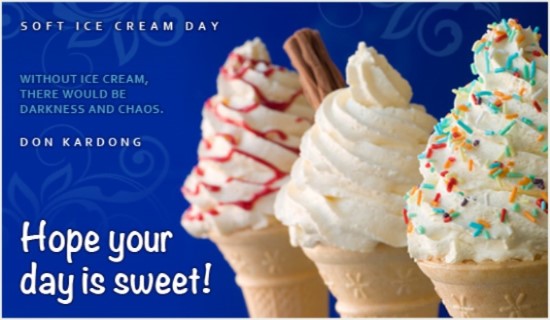 SOFT ICE CREAM DAY
WITHOUT ICE CREAM,
THERE WOULD BE
DARKNESS AND CHAOS.
DON KARDONG
Hope your
day is sweet!